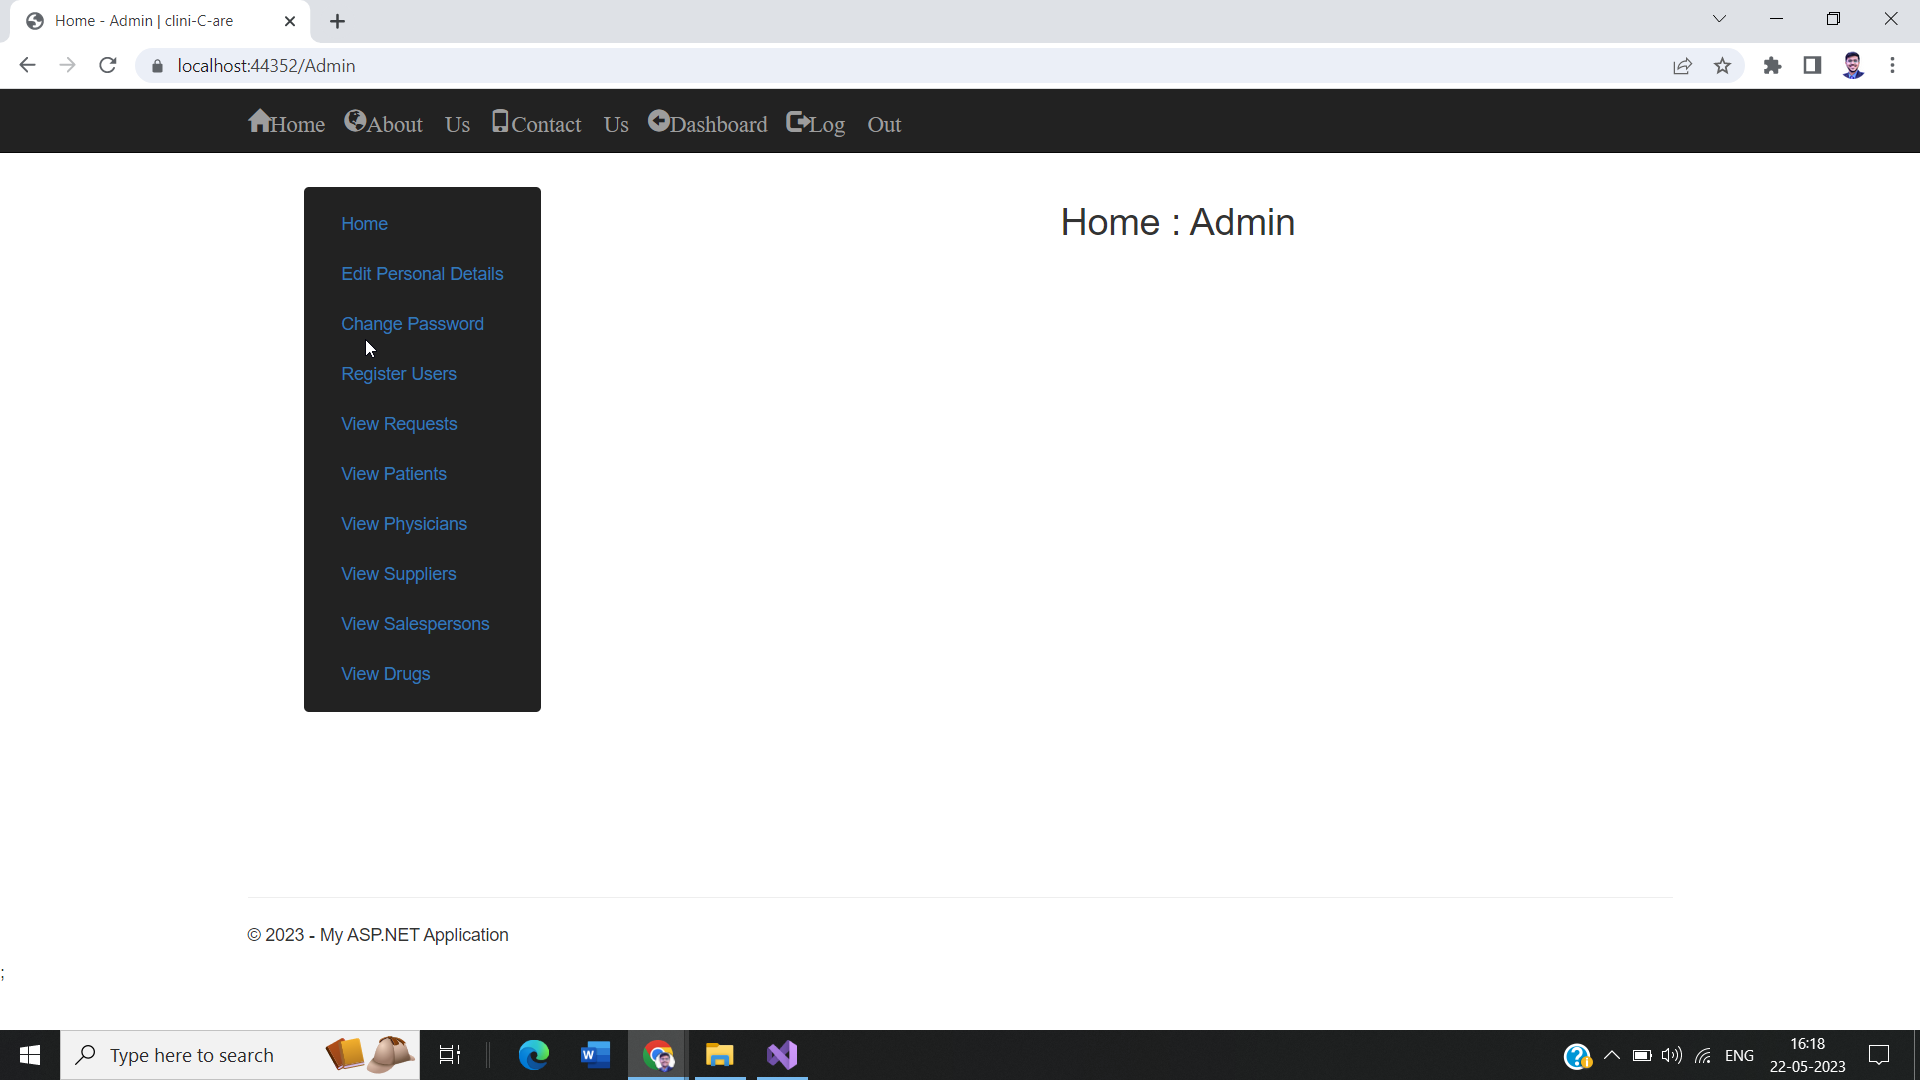 Home - Admin | clini-C-are
localhost:44352/Admin
Home About Us Contact Us Dashboard Log Out
Home
Home : Admin
Edit Personal Details
Change Password
Register Users
View Requests
View Patients
View Physicians
View Suppliers
View Salespersons
View Drugs
© 2023 - My ASP.NET Application
;
Type here to search
W
ENG
16:18
22-05-2023